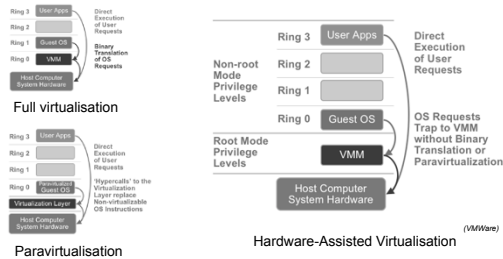 Ring 3 User Apps
Ring 2
Ring 1 Guest OS
Ring 0 VMM
Host Computer
System Hardware
Direct
Execution
of User
Requests
Binary
Translation
of OS
Requests
Full virtualisation
Ring 3 User Apps
Ring 2
Ring 1
Ring 0 Paravirtualized
Guest OS
Virtualization Layer
Host Computer
System Hardware
Direct
Execution
of User
Requests
'Hypercalls' to the
Virtualization
Layer replace
Non-virtualizable
OS Instructions
Paravirtualisation
Non-root
Mode
Privilege
Levels
Ring 3 User Apps
Ring 2
Ring 1
Ring 0 Guest OS
Root Mode
Privilege
Levels
VMM
Host Computer
System Hardware
Direct
Execution
of User
Requests
OS Requests
Trap to VMM
without Binary
Translation or
Paravirtualization
(VMWare)
Hardware-Assisted Virtualisation